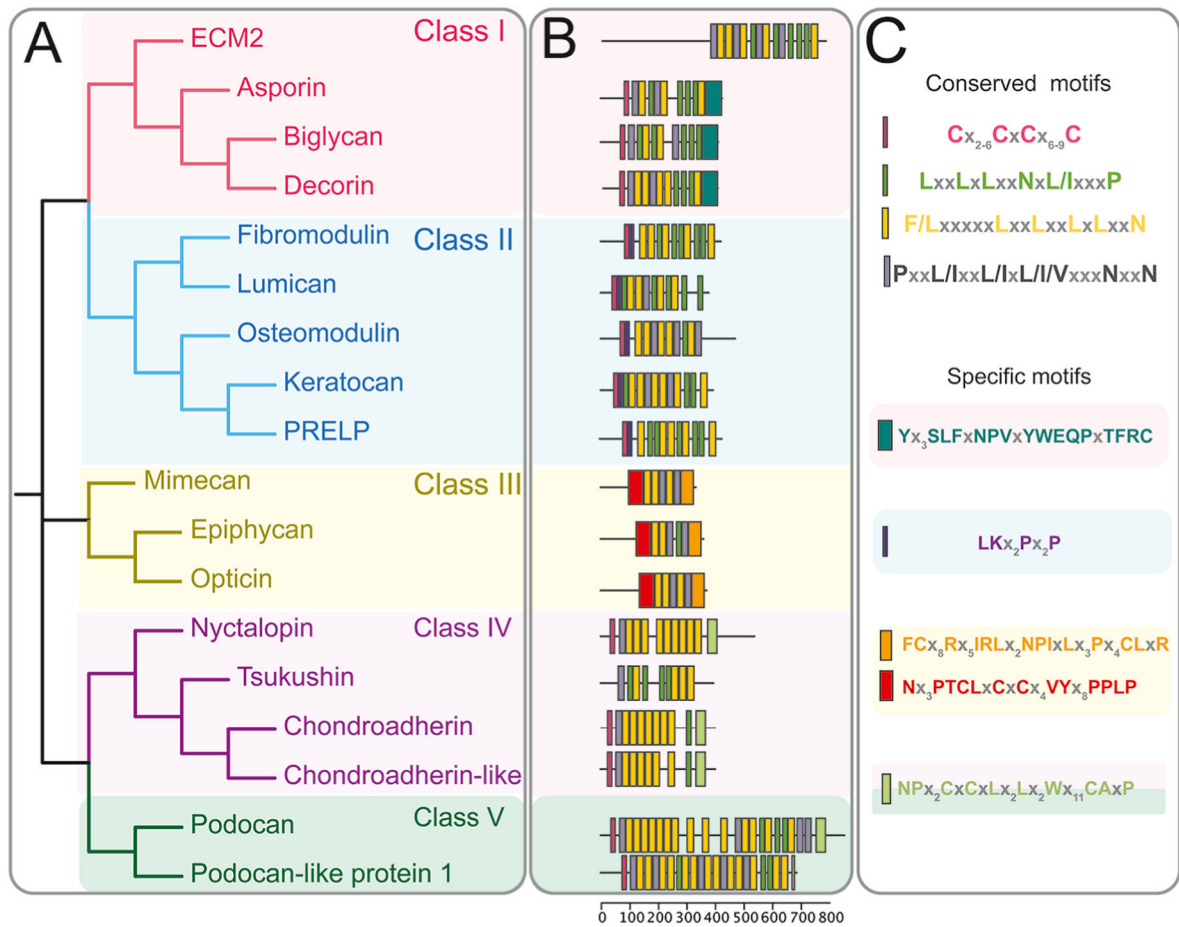 A
Class I
ECM2
Asporin
Biglycan
Decorin
Class II
Fibromodulin
Lumican
Osteomodulin
Keratocan
PRELP
Class III
Mimecan
Epiphycan
Opticin
Class IV
Nyctalopin
Tsukushin
Chondroadherin
Chondroadherin-like
Class V
Podocan
Podocan-like protein 1
B
0 100 200 300 400 500 600 700 800
C
Conserved motifs
Cx2-6CxCx6-9C
LxxLxLxxNxL/IxxxP
F/LxxxxxLxxLxxLxLxxN
PxxL/IxxL/IxL/I/VxxxNxxN
Specific motifs
Yx3SLFxNPVxYWEQPxTFRC
LKx2Px2P
FCx8Rx5IRLx2NPIxLx3Px4CLxR
Nx3PTCLxCxCx4VYx8PPLP
NPx2CxCxLx2Lx2Wx11CAxP